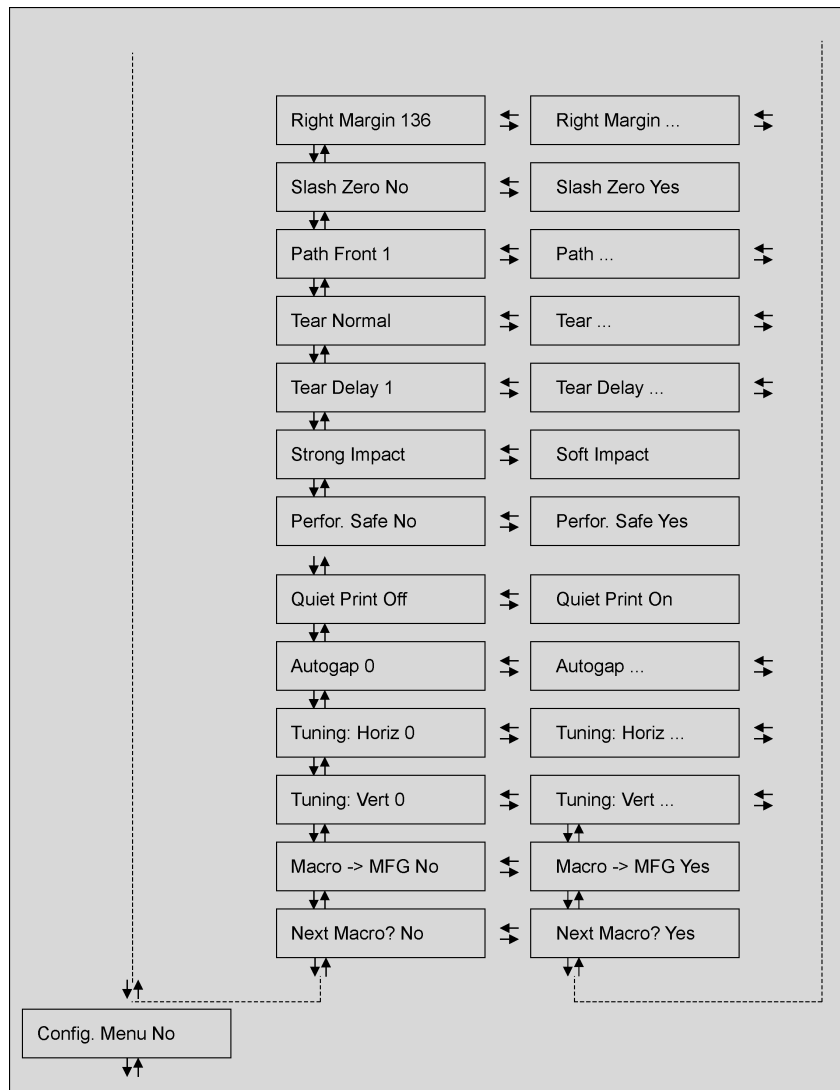 Right Margin 136 Right Margin ...
Slash Zero No Slash Zero Yes
Path Front 1 Path ...
Tear Normal Tear ...
Tear Delay 1 Tear Delay ...
Strong Impact Soft Impact
Perfor. Safe No Perfor. Safe Yes
Quiet Print Off Quiet Print On
Autogap 0 Autogap ...
Tuning: Horiz 0 Tuning: Horiz ...
Tuning: Vert 0 Tuning: Vert ...
Macro -> MFG No Macro -> MFG Yes
Next Macro? No Next Macro? Yes
Config. Menu No